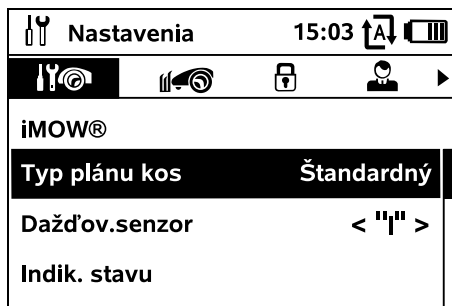 Nastavenia 15:03 A
iMOW®
Typ plánu kos Štandardný
Dažďov.senzor < "|" >
Indik. stavu